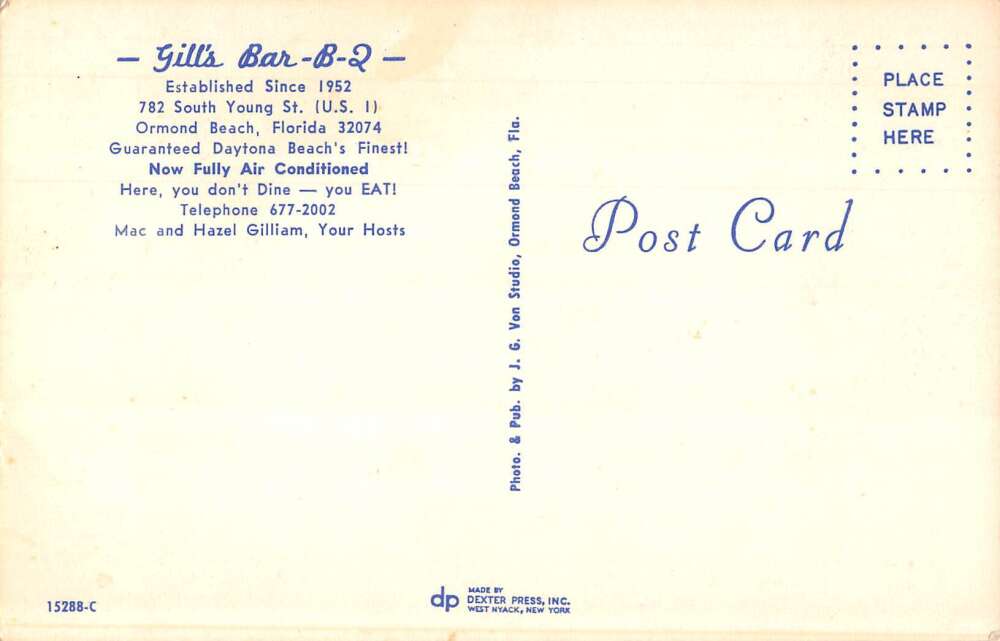 — Gill's Bar-B-Q —
Established Since 1952
782 South Young St. (U.S. 1)
Ormond Beach, Florida 32074
Guaranteed Daytona Beach's Finest!
Now Fully Air Conditioned
Here, you don't Dine — you EAT!
Telephone 677-2002
Mac and Hazel Gilliam, Your Hosts
15288-C
Photo. & Pub. by J. G. Von Studio, Ormond Beach, Fla.
dp
MADE BY
DEXTER PRESS, INC.
WEST NYACK, NEW YORK
PLACE
STAMP
HERE
Post Card